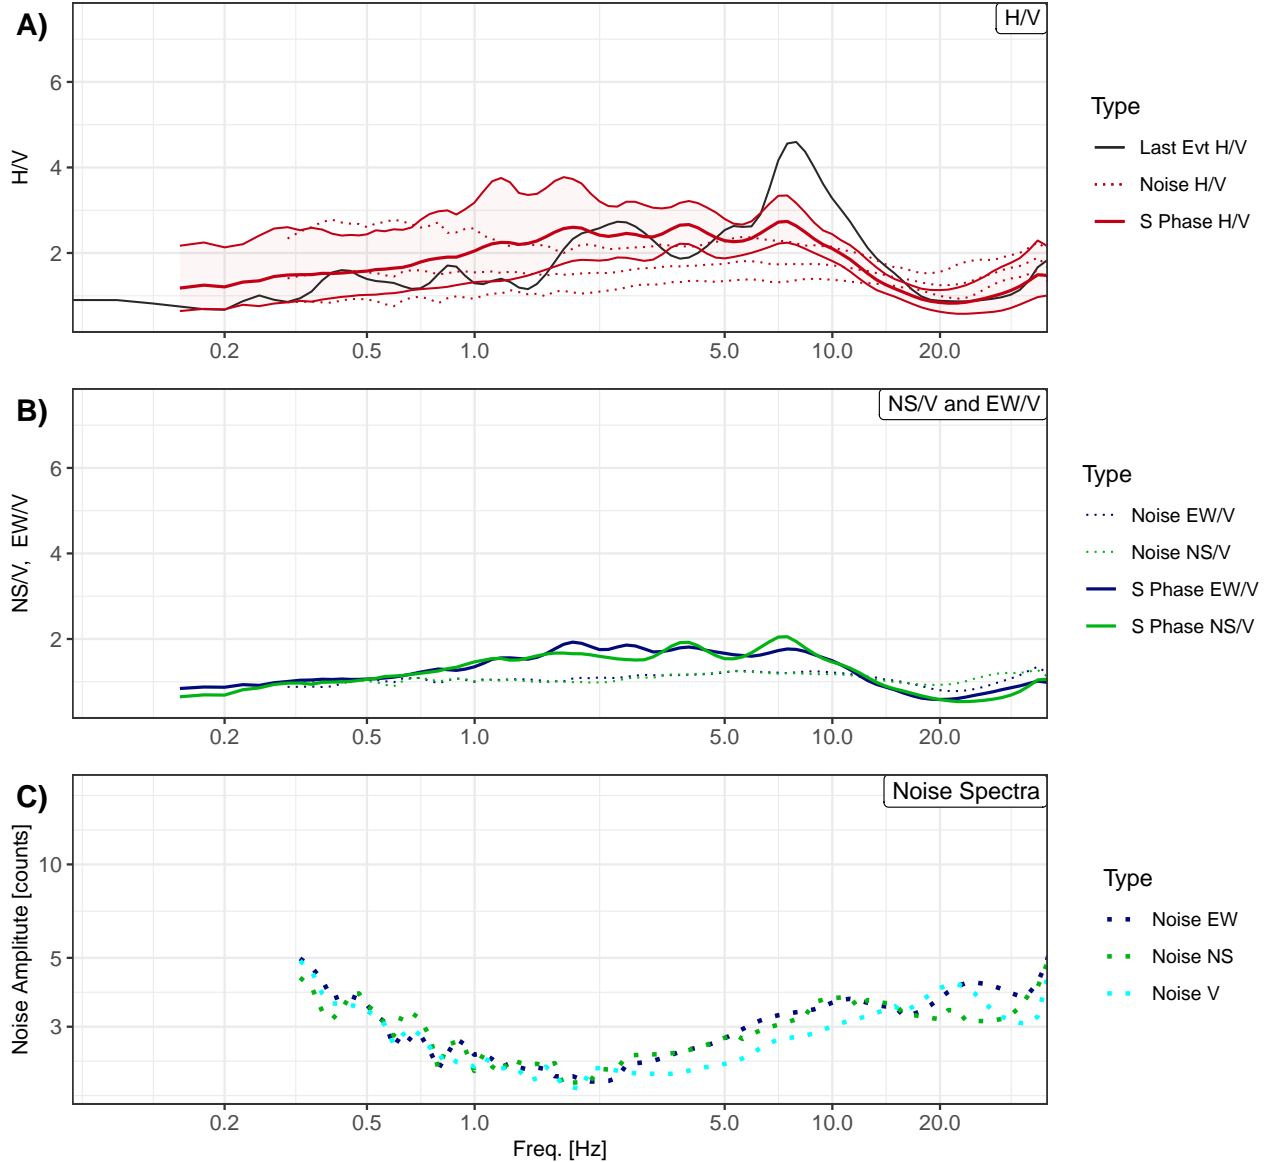 A)
H/V
H/V
6
4
2
0.2 0.5 1.0 5.0 10.0 20.0
Type
Last Evt H/V
Noise H/V
S Phase H/V
B)
NS/V and EW/V
NS/V, EW/V
6
4
2
0.2 0.5 1.0 5.0 10.0 20.0
Type
Noise EW/V
Noise NS/V
S Phase EW/V
S Phase NS/V
C)
Noise Spectra
Noise Amplitute [counts]
10
5
3
0.2 0.5 1.0 5.0 10.0 20.0
Freq. [Hz]
Type
Noise EW
Noise NS
Noise V